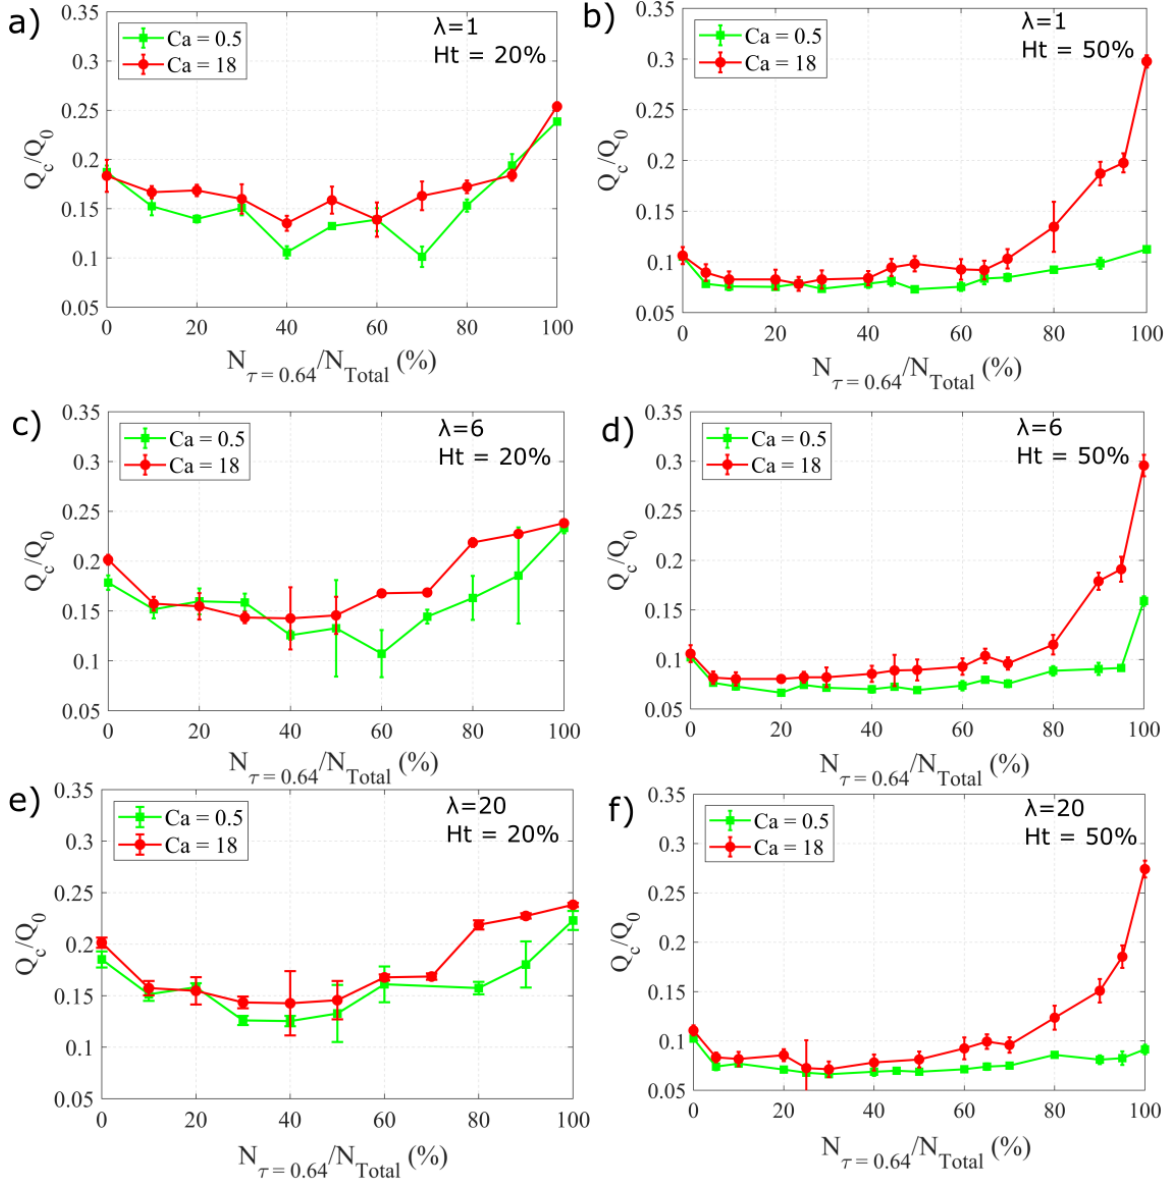 a)
0.35
0.3
0.25
0.2
0.15
0.1
0.05
Q_c/Q_0
Ca = 0.5
Ca = 18
λ=1
Ht = 20%
0 20 40 60 80 100
N_τ = 0.64/N_Total (%)
b)
0.35
0.3
0.25
0.2
0.15
0.1
0.05
Q_c/Q_0
Ca = 0.5
Ca = 18
λ=1
Ht = 50%
0 20 40 60 80 100
N_τ = 0.64/N_Total (%)
c)
0.35
0.3
0.25
0.2
0.15
0.1
0.05
Q_c/Q_0
Ca = 0.5
Ca = 18
λ=6
Ht = 20%
0 20 40 60 80 100
N_τ = 0.64/N_Total (%)
d)
0.35
0.3
0.25
0.2
0.15
0.1
0.05
Q_c/Q_0
Ca = 0.5
Ca = 18
λ=6
Ht = 50%
0 20 40 60 80 100
N_τ = 0.64/N_Total (%)
e)
0.35
0.3
0.25
0.2
0.15
0.1
0.05
Q_c/Q_0
Ca = 0.5
Ca = 18
λ=20
Ht = 20%
0 20 40 60 80 100
N_τ = 0.64/N_Total (%)
f)
0.35
0.3
0.25
0.2
0.15
0.1
0.05
Q_c/Q_0
Ca = 0.5
Ca = 18
λ=20
Ht = 50%
0 20 40 60 80 100
N_τ = 0.64/N_Total (%)